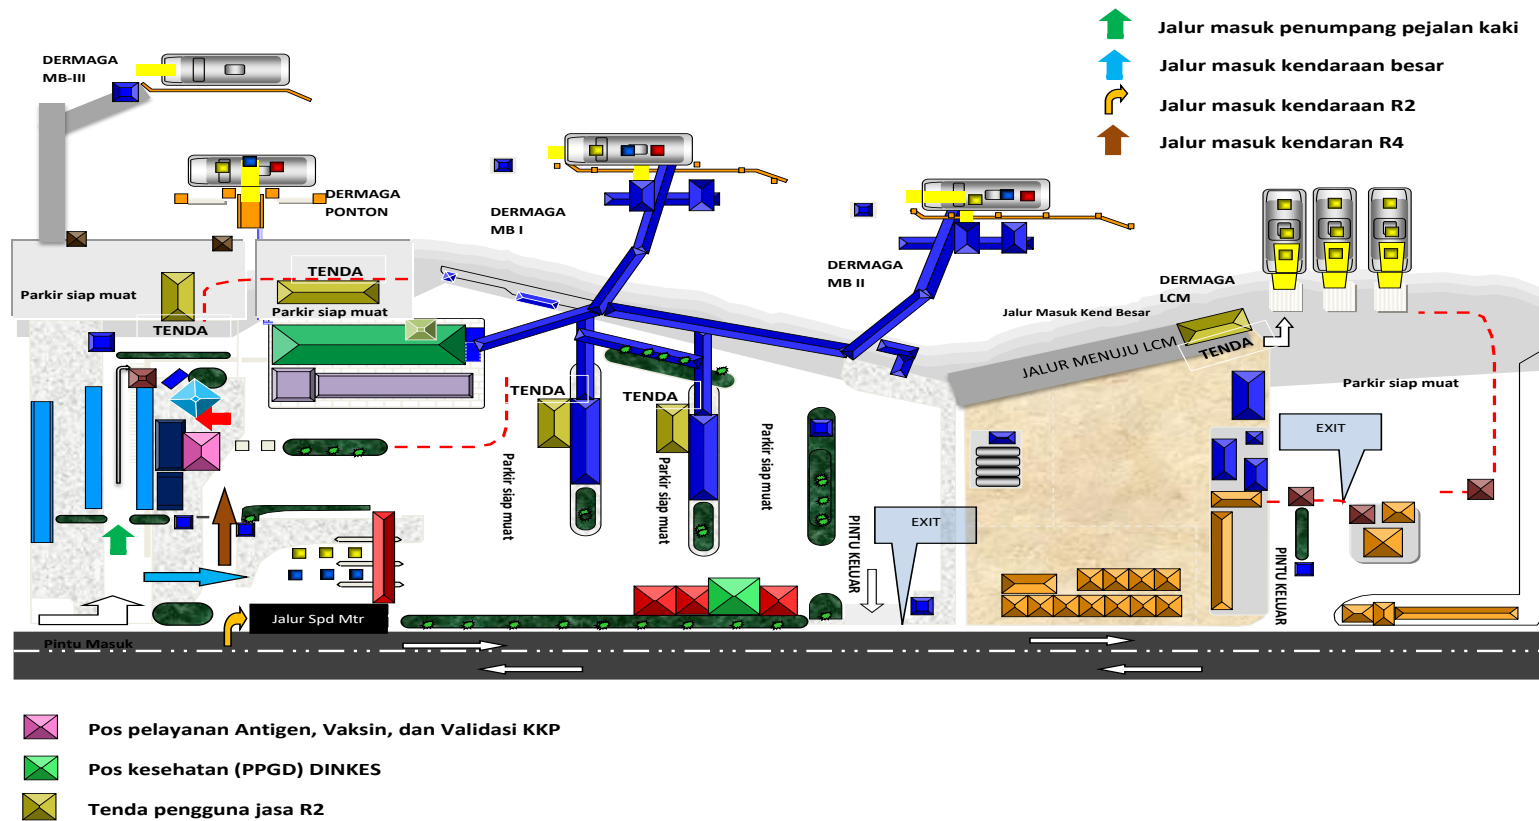 Jalur masuk penumpang pejalan kaki
Jalur masuk kendaraan besar
Jalur masuk kendaraan R2
Jalur masuk kendaran R4
DERMAGA
MB-III
DERMAGA
PONTON
DERMAGA
MB I
DERMAGA
MB II
DERMAGA
LCM
Parkir siap muat
TENDA
TENDA
Parkir siap muat
Jalur Masuk Kend Besar
JALUR MENUJU LCM
TENDA
Parkir siap muat
TENDA
TENDA
Parkir siap muat
Parkir siap muat
Parkir siap muat
EXIT
EXIT
PINTU KELUAR
PINTU KELUAR
Jalur Spd Mtr
Pintu Masuk
Pos pelayanan Antigen, Vaksin, dan Validasi KKP
Pos kesehatan (PPGD) DINKES
Tenda pengguna jasa R2